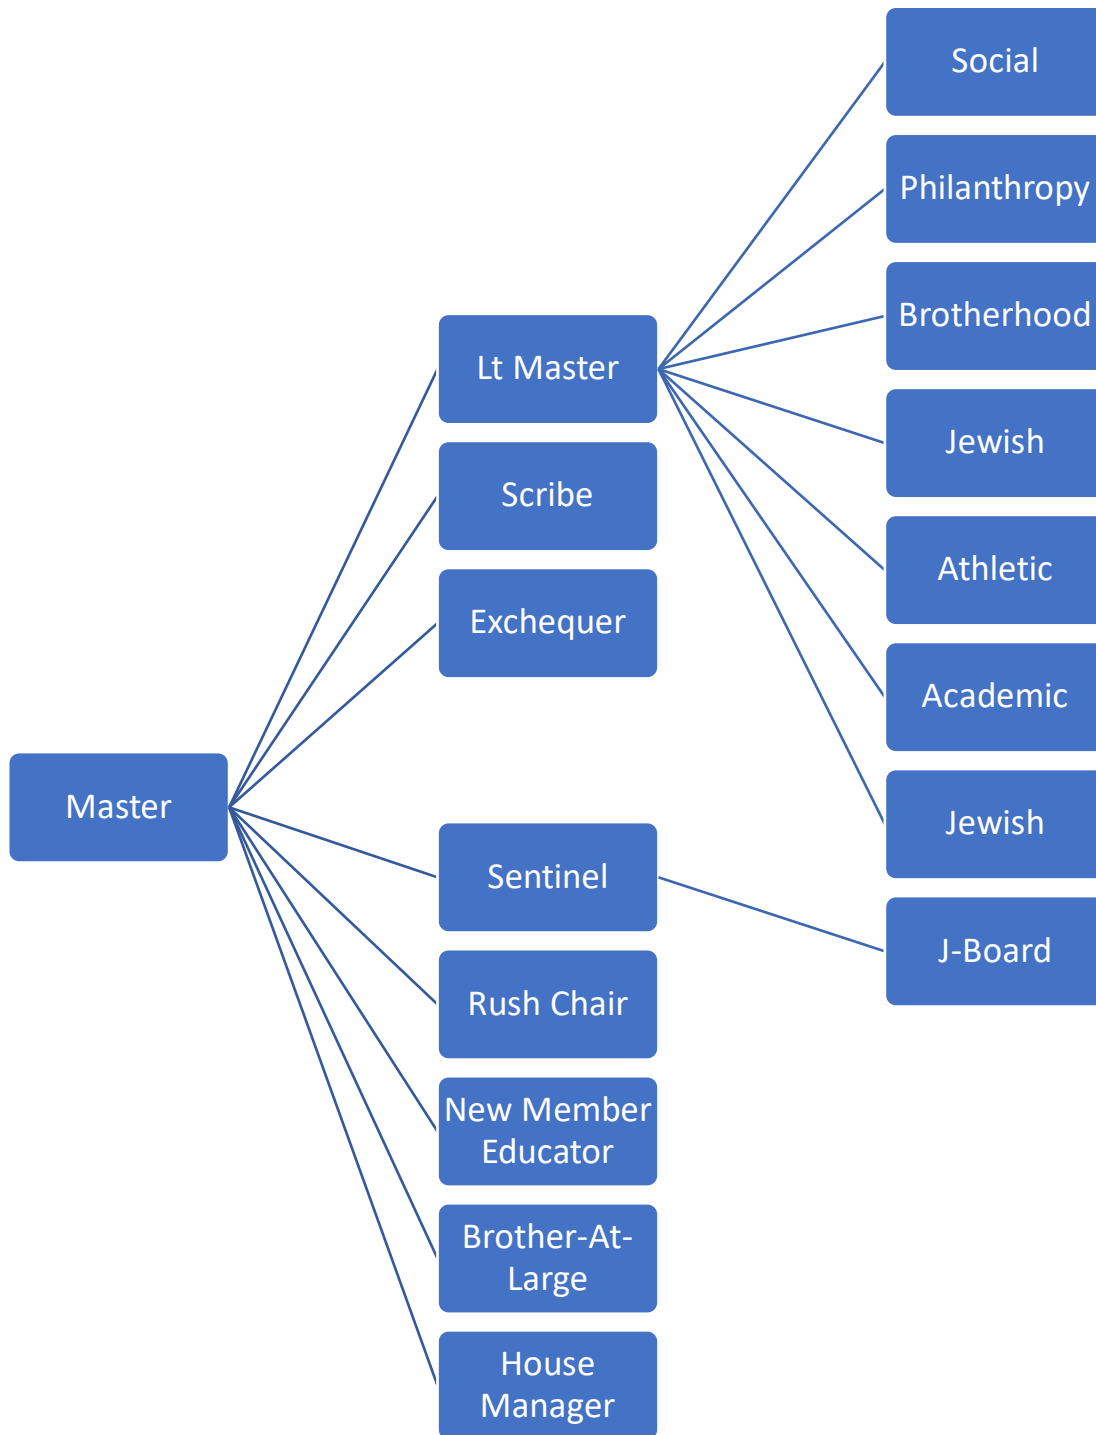 Master
Lt Master
Social
Philanthropy
Brotherhood
Jewish
Athletic
Academic
Jewish
Scribe
Exchequer
Sentinel
J-Board
Rush Chair
New Member
Educator
Brother-At-
Large
House
Manager